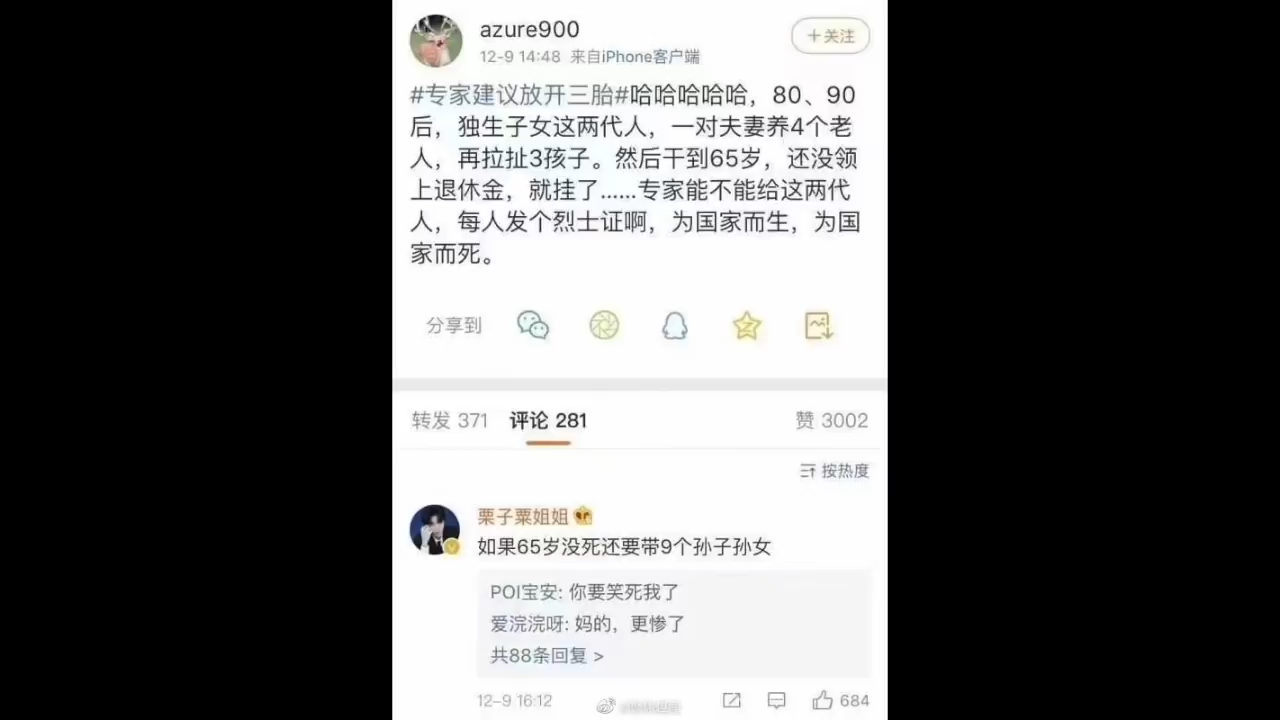 azure900
+关注
12-9 14:48 来自iPhone客户端
#专家建议放开三胎#哈哈哈哈哈，80、90
后，独生子女这两代人，一对夫妻养4个老
人，再拉扯3孩子。然后干到65岁，还没领
上退休金，就挂了……专家能不能给这两代
人，每人发个烈士证啊，为国家而生，为国
家而死。
分享到
转发 371 评论 281 赞 3002
按热度
栗子粟姐姐
如果65岁没死还要带9个孙子孙女
POI宝安: 你要笑死我了
爱浣浣呀: 妈的，更惨了
共88条回复 >
12-9 16:12
684